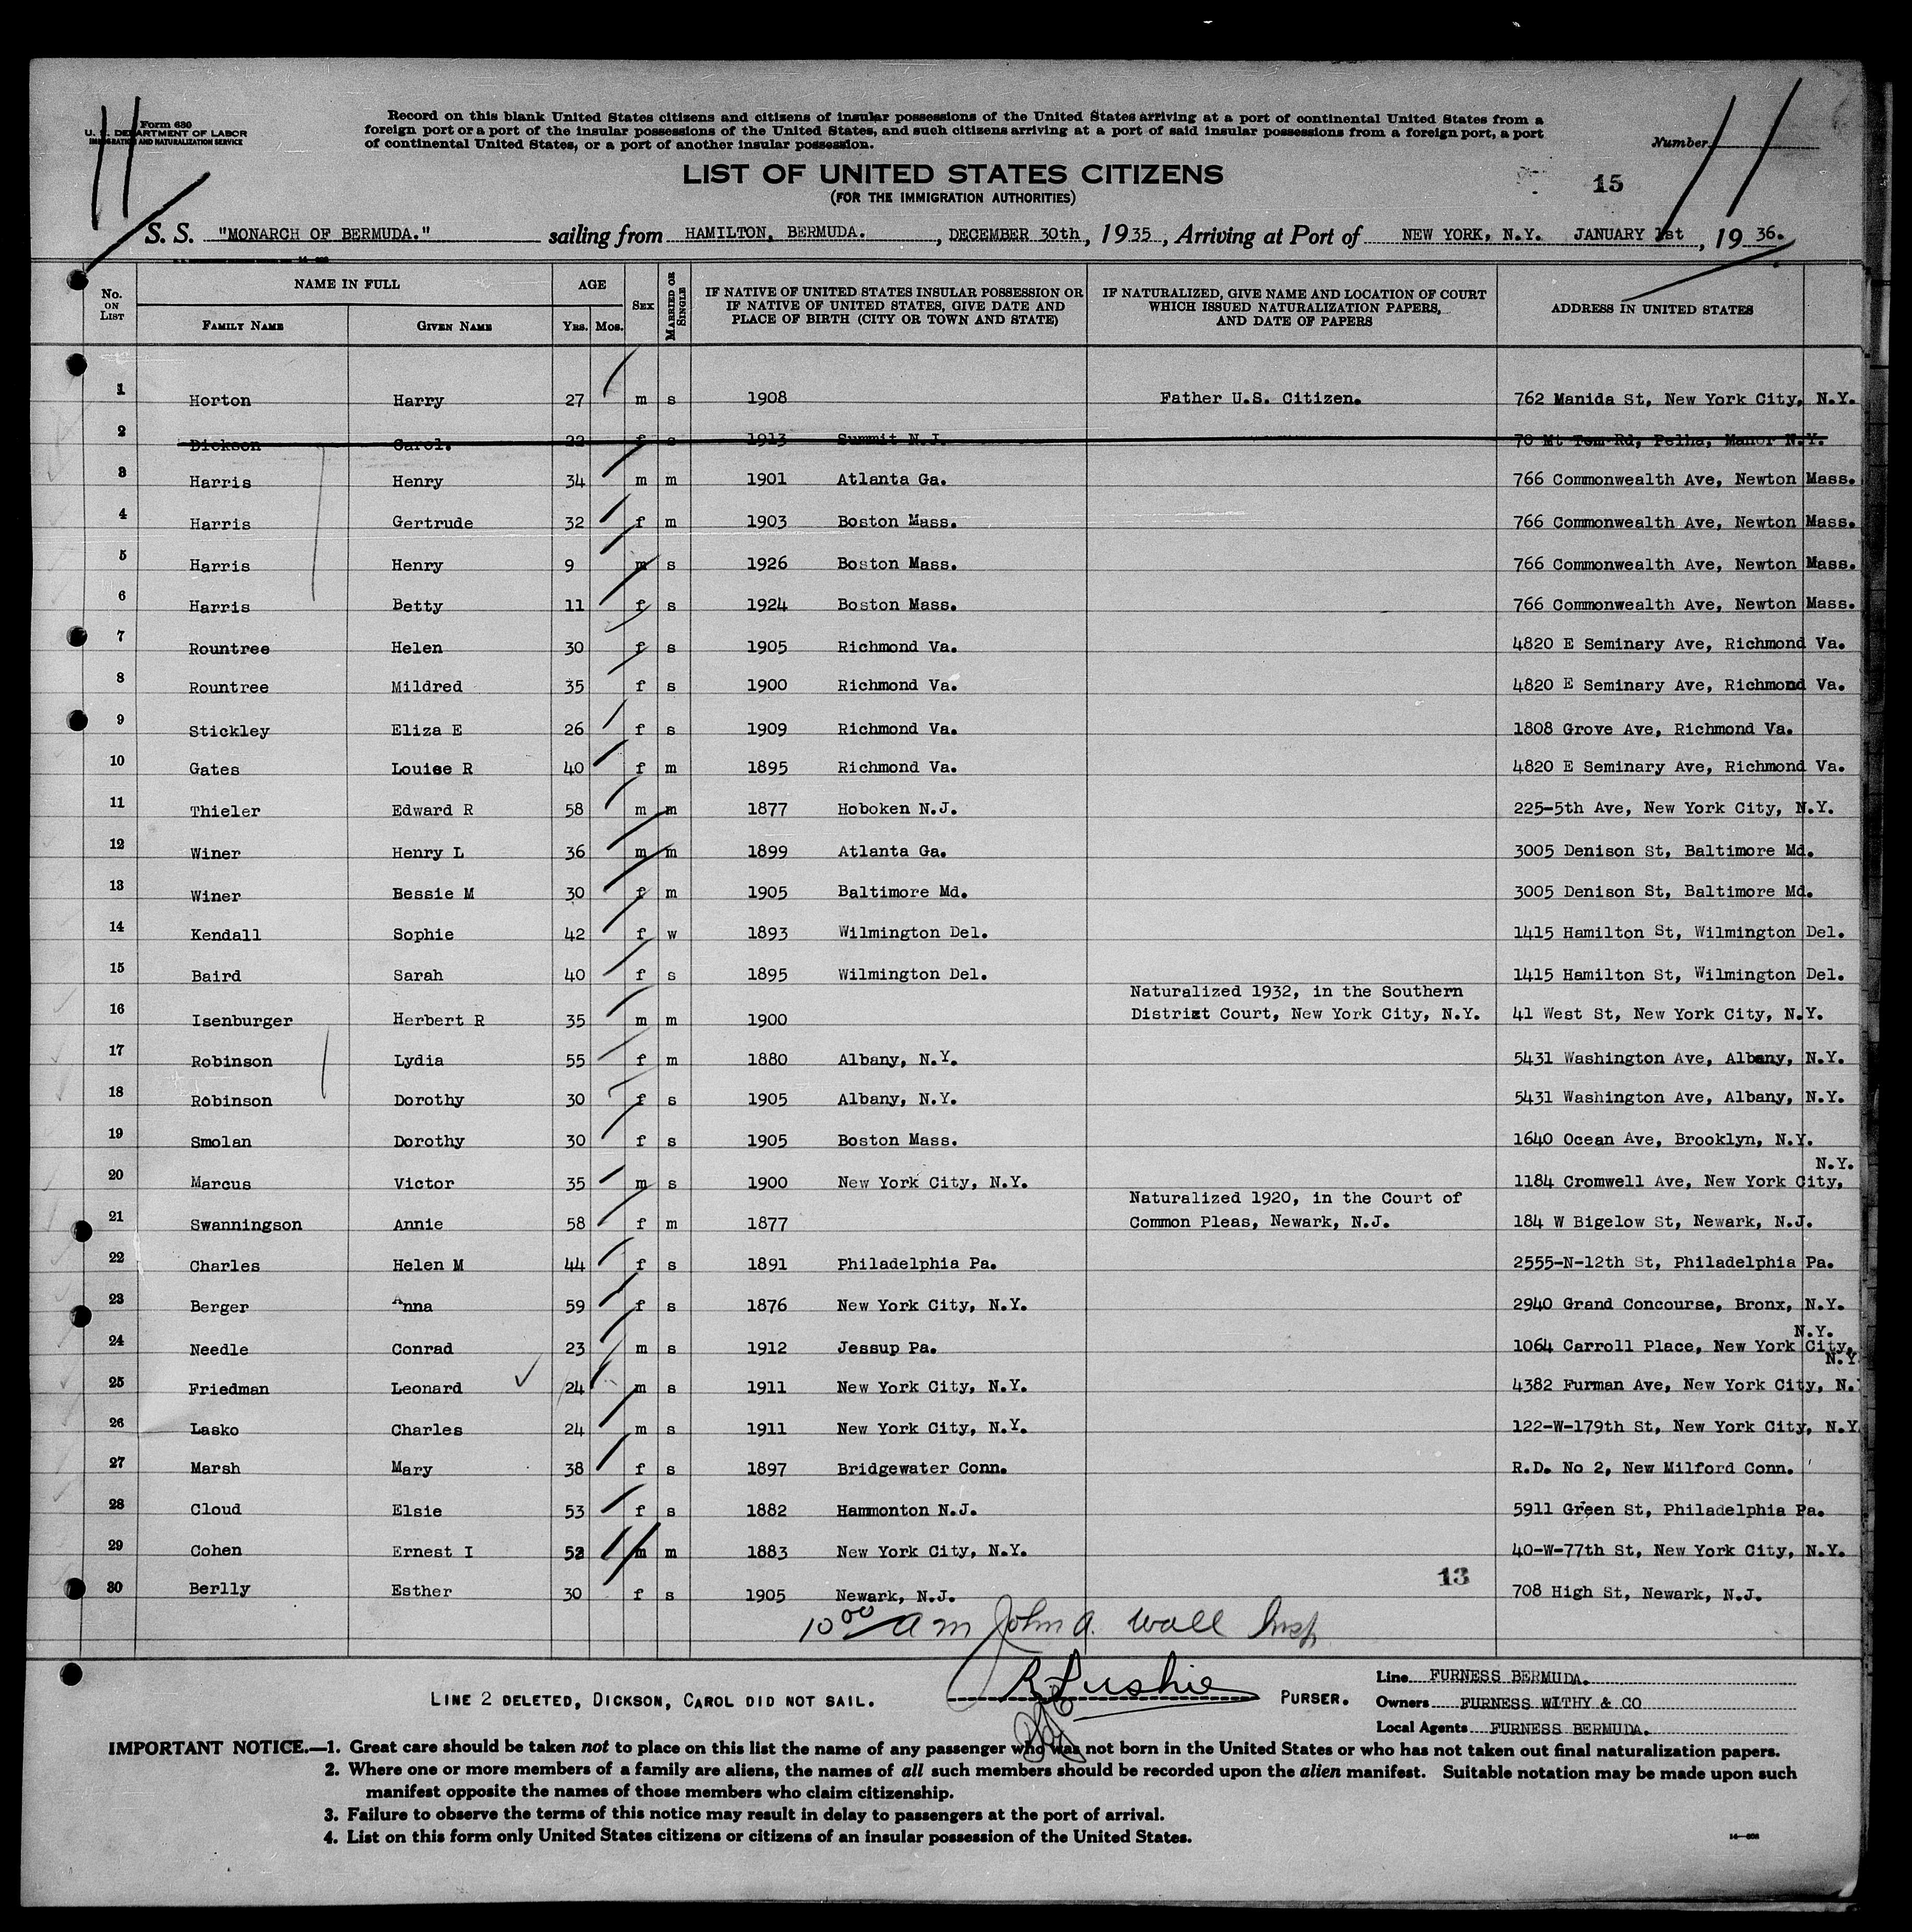 Form 630
U. S. DEPARTMENT OF LABOR
IMMIGRATION AND NATURALIZATION SERVICE
Record on this blank United States citizens and citizens of insular possessions of the United States arriving at a port of continental United States from a
foreign port or a port of the insular possessions of the United States, and such citizens arriving at a port of said insular possessions from a foreign port, a port
of continental United States, or a port of another insular possession.
Number
11
11
LIST OF UNITED STATES CITIZENS
(FOR THE IMMIGRATION AUTHORITIES)
15
S. S. "MONARCH OF BERMUDA." sailing from HAMILTON, BERMUDA. , DECEMBER 30th, 1935, Arriving at Port of NEW YORK, N.Y. JANUARY 1st , 19 36.
No. ON LIST NAME IN FULL AGE SEX MARRIED OR SINGLE IF NATIVE OF UNITED STATES INSULAR POSSESSION OR IF NATIVE OF UNITED STATES, GIVE DATE AND PLACE OF BIRTH (CITY OR TOWN AND STATE) IF NATURALIZED, GIVE NAME AND LOCATION OF COURT WHICH ISSUED NATURALIZATION PAPERS, AND DATE OF PAPERS ADDRESS IN UNITED STATES
FAMILY NAME GIVEN NAME YRS. MOS.
1 Horton Harry 27 m s 1908 Father U.S. Citizen. 762 Manida St, New York City, N.Y.
2 Dickson Carol. 22 f s 1913 Summit N.J. 70 Mt Tom Rd, Pelha, Manor N.Y.
3 Harris Henry 34 m m 1901 Atlanta Ga. 766 Commonwealth Ave, Newton Mass.
4 Harris Gertrude 32 f m 1903 Boston Mass. 766 Commonwealth Ave, Newton Mass.
5 Harris Henry 9 m s 1926 Boston Mass. 766 Commonwealth Ave, Newton Mass.
6 Harris Betty 11 f s 1924 Boston Mass. 766 Commonwealth Ave, Newton Mass.
7 Rountree Helen 30 f s 1905 Richmond Va. 4820 E Seminary Ave, Richmond Va.
8 Rountree Mildred 35 f s 1900 Richmond Va. 4820 E Seminary Ave, Richmond Va.
9 Stickley Eliza E 26 f s 1909 Richmond Va. 1808 Grove Ave, Richmond Va.
10 Gates Louise R 40 f m 1895 Richmond Va. 4820 E Seminary Ave, Richmond Va.
11 Thieler Edward R 58 m m 1877 Hoboken N.J. 225-5th Ave, New York City, N.Y.
12 Winer Henry L 36 m m 1899 Atlanta Ga. 3005 Denison St, Baltimore Md.
13 Winer Bessie M 30 f m 1905 Baltimore Md. 3005 Denison St, Baltimore Md.
14 Kendall Sophie 42 f w 1893 Wilmington Del. 1415 Hamilton St, Wilmington Del.
15 Baird Sarah 40 f s 1895 Wilmington Del. 1415 Hamilton St, Wilmington Del.
Naturalized 1932, in the Southern
16 Isenburger Herbert R 35 m m 1900 District Court, New York City, N.Y. 41 West St, New York City, N.Y.
17 Robinson Lydia 55 f m 1880 Albany, N.Y. 5431 Washington Ave, Albany, N.Y.
18 Robinson Dorothy 30 f s 1905 Albany, N.Y. 5431 Washington Ave, Albany, N.Y.
19 Smolan Dorothy 30 f s 1905 Boston Mass. 1640 Ocean Ave, Brooklyn, N.Y.
N.Y.
20 Marcus Victor 35 m s 1900 New York City, N.Y. 1184 Cromwell Ave, New York City,
Naturalized 1920, in the Court of
21 Swanningson Annie 58 f m 1877 Common Pleas, Newark, N.J. 184 W Bigelow St, Newark, N.J.
22 Charles Helen M 44 f s 1891 Philadelphia Pa. 2555-N-12th St, Philadelphia Pa.
23 Berger Anna 59 f s 1876 New York City, N.Y. 2940 Grand Concourse, Bronx, N.Y.
N.Y.
24 Needle Conrad 23 m s 1912 Jessup Pa. 1064 Carroll Place, New York City,
N.Y
25 Friedman Leonard 24 m s 1911 New York City, N.Y. 4382 Furman Ave, New York City, N.
26 Lasko Charles 24 m s 1911 New York City, N.Y. 122-W-179th St, New York City, N.Y
27 Marsh Mary 38 f s 1897 Bridgewater Conn. R.D. No 2, New Milford Conn.
28 Cloud Elsie 53 f s 1882 Hammonton N.J. 5911 Green St, Philadelphia Pa.
29 Cohen Ernest I 52 m m 1883 New York City, N.Y. 40-W-77th St, New York City, N.Y.
30 Berlly Esther 30 f s 1905 Newark, N.J. 708 High St, Newark, N.J.
13
10 00 am John A. Wall Insp
LINE 2 DELETED, DICKSON, CAROL DID NOT SAIL. PURSER.
Line FURNESS BERMUDA.
Owners FURNESS WITHY & CO
Local Agents FURNESS BERMUDA.
IMPORTANT NOTICE.—1. Great care should be taken not to place on this list the name of any passenger who was not born in the United States or who has not taken out final naturalization papers.
2. Where one or more members of a family are aliens, the names of all such members should be recorded upon the alien manifest. Suitable notation may be made upon such
manifest opposite the names of those members who claim citizenship.
3. Failure to observe the terms of this notice may result in delay to passengers at the port of arrival.
4. List on this form only United States citizens or citizens of an insular possession of the United States.